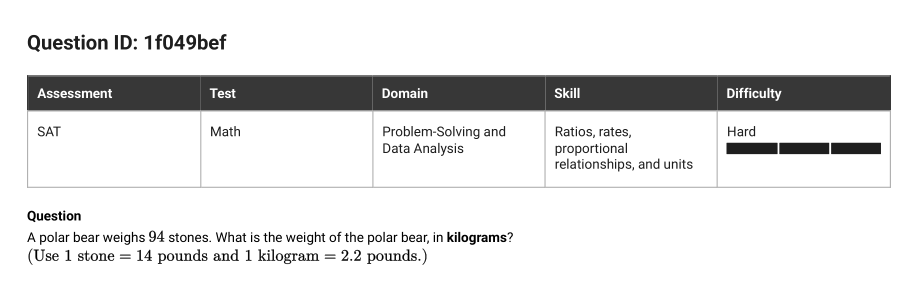 Question ID: 1f049bef
Assessment Test Domain Skill Difficulty
SAT Math Problem-Solving and Data Analysis Ratios, rates, proportional relationships, and units Hard
Question
A polar bear weighs 94 stones. What is the weight of the polar bear, in kilograms?
(Use 1 stone = 14 pounds and 1 kilogram = 2.2 pounds.)